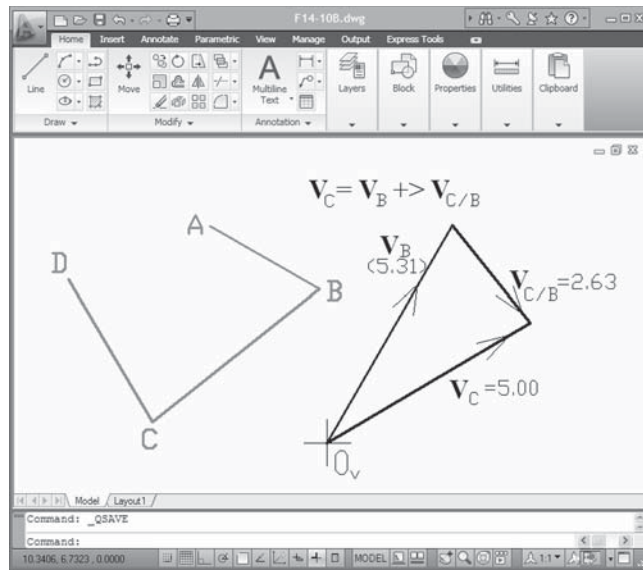 F14-10B.dwg
Home Insert Annotate Parametric View Manage Output Express Tools
Line
Move
A
Multiline Text
Layers
Block
Properties
Utilities
Clipboard
Draw
Modify
Annotation
V_C = V_B +> V_C/B
A
D
B
C
V_B
(5.31)
V_C/B=2.63
V_C=5.00
O_v
Model Layout1
Command: _QSAVE
Command:
10.3406, 6.7323, 0.0000
MODEL
1:1